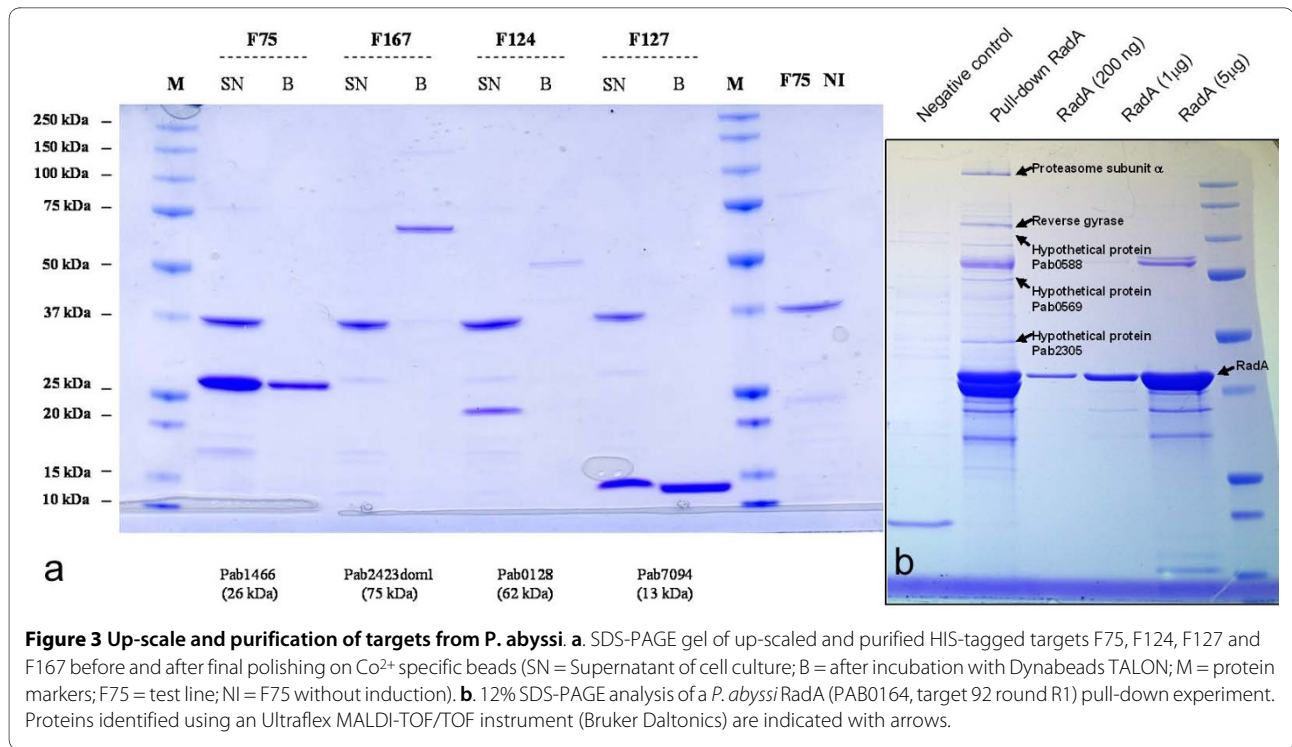 F75 F167 F124 F127
M SN B SN B SN B SN B M F75 NI
250 kDa
150 kDa
100 kDa
75 kDa
50 kDa
37 kDa
25 kDa
20 kDa
15 kDa
10 kDa
a
Pab1466 Pab2423doml Pab0128 Pab7094
(26 kDa) (75 kDa) (62 kDa) (13 kDa)
Negative control
Pull-down RadA
RadA (200 ng)
RadA (1μg)
RadA (5μg)
Proteasome subunit α
Reverse gyrase
Hypothetical protein
Pab0588
Hypothetical protein
Pab0569
Hypothetical protein
Pab2305
RadA
b
Figure 3 Up-scale and purification of targets from P. abyssi. a. SDS-PAGE gel of up-scaled and purified HIS-tagged targets F75, F124, F127 and
F167 before and after final polishing on Co²⁺ specific beads (SN = Supernatant of cell culture; B = after incubation with Dynabeads TALON; M = protein
markers; F75 = test line; NI = F75 without induction). b. 12% SDS-PAGE analysis of a P. abyssi RadA (PAB0164, target 92 round R1) pull-down experiment.
Proteins identified using an Ultraflex MALDI-TOF/TOF instrument (Bruker Daltonics) are indicated with arrows.